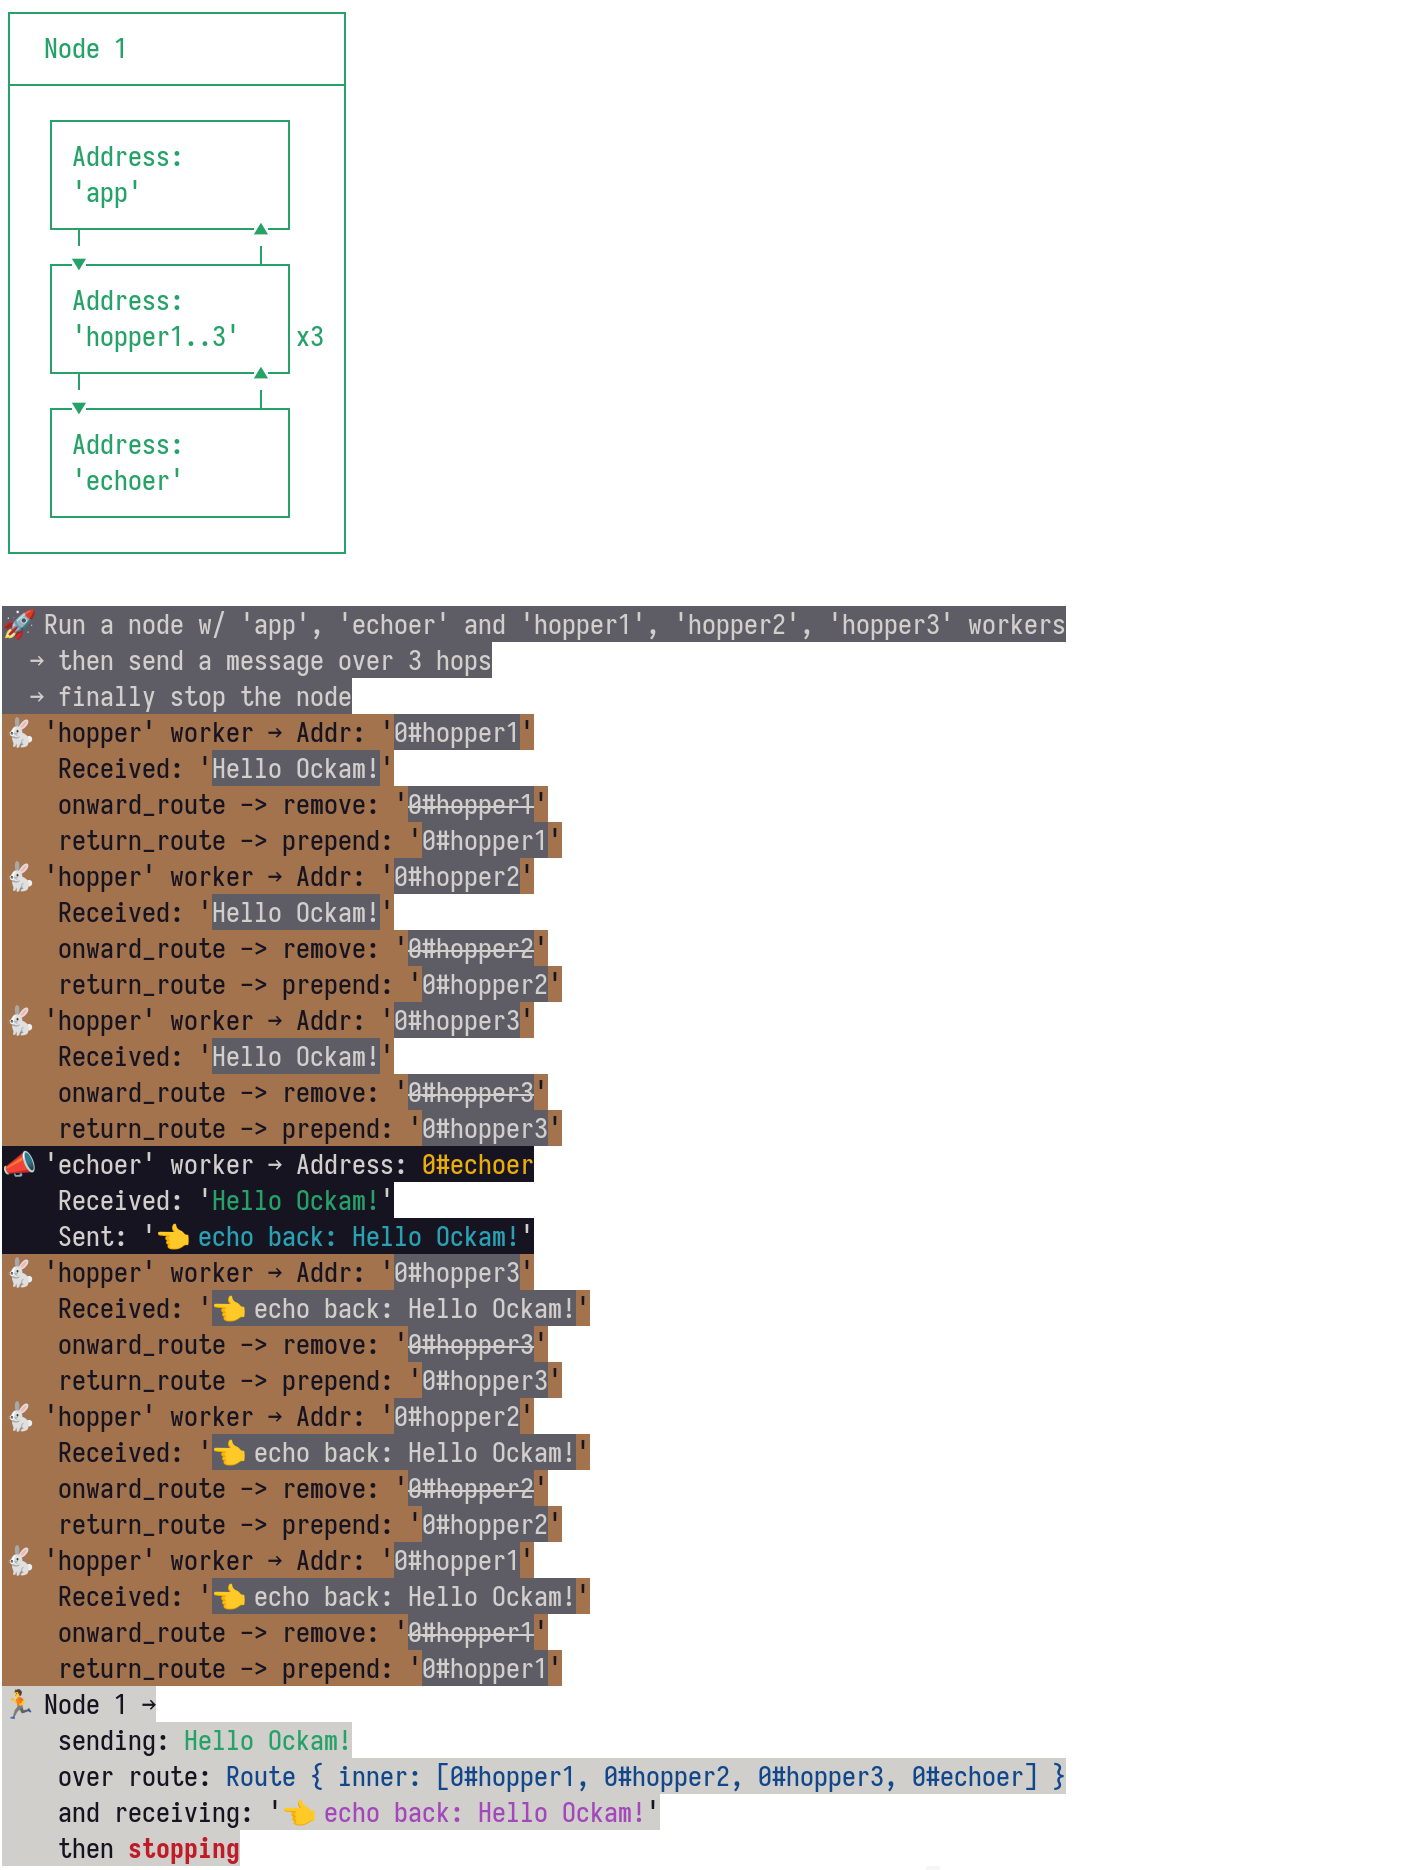 Node 1
Address:
'app'
Address:
'hopper1..3' x3
Address:
'echoer'
🚀 Run a node w/ 'app', 'echoer' and 'hopper1', 'hopper2', 'hopper3' workers
→ then send a message over 3 hops
→ finally stop the node
🐇 'hopper' worker → Addr: '0#hopper1'
Received: 'Hello Ockam!'
onward_route -> remove: '0#hopper1'
return_route -> prepend: '0#hopper1'
🐇 'hopper' worker → Addr: '0#hopper2'
Received: 'Hello Ockam!'
onward_route -> remove: '0#hopper2'
return_route -> prepend: '0#hopper2'
🐇 'hopper' worker → Addr: '0#hopper3'
Received: 'Hello Ockam!'
onward_route -> remove: '0#hopper3'
return_route -> prepend: '0#hopper3'
📣 'echoer' worker → Address: 0#echoer
Received: 'Hello Ockam!'
Sent: '👈 echo back: Hello Ockam!'
🐇 'hopper' worker → Addr: '0#hopper3'
Received: '👈 echo back: Hello Ockam!'
onward_route -> remove: '0#hopper3'
return_route -> prepend: '0#hopper3'
🐇 'hopper' worker → Addr: '0#hopper2'
Received: '👈 echo back: Hello Ockam!'
onward_route -> remove: '0#hopper2'
return_route -> prepend: '0#hopper2'
🐇 'hopper' worker → Addr: '0#hopper1'
Received: '👈 echo back: Hello Ockam!'
onward_route -> remove: '0#hopper1'
return_route -> prepend: '0#hopper1'
🏃 Node 1 →
sending: Hello Ockam!
over route: Route { inner: [0#hopper1, 0#hopper2, 0#hopper3, 0#echoer] }
and receiving: '👈 echo back: Hello Ockam!'
then stopping